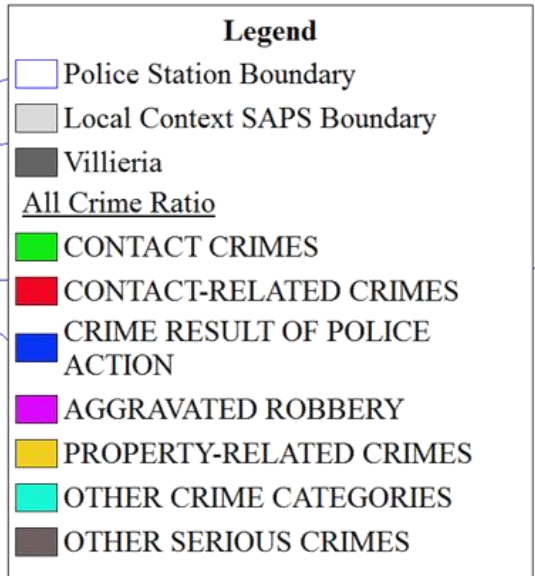 Legend
Police Station Boundary
Local Context SAPS Boundary
Villieria
All Crime Ratio
CONTACT CRIMES
CONTACT-RELATED CRIMES
CRIME RESULT OF POLICE
ACTION
AGGRAVATED ROBBERY
PROPERTY-RELATED CRIMES
OTHER CRIME CATEGORIES
OTHER SERIOUS CRIMES